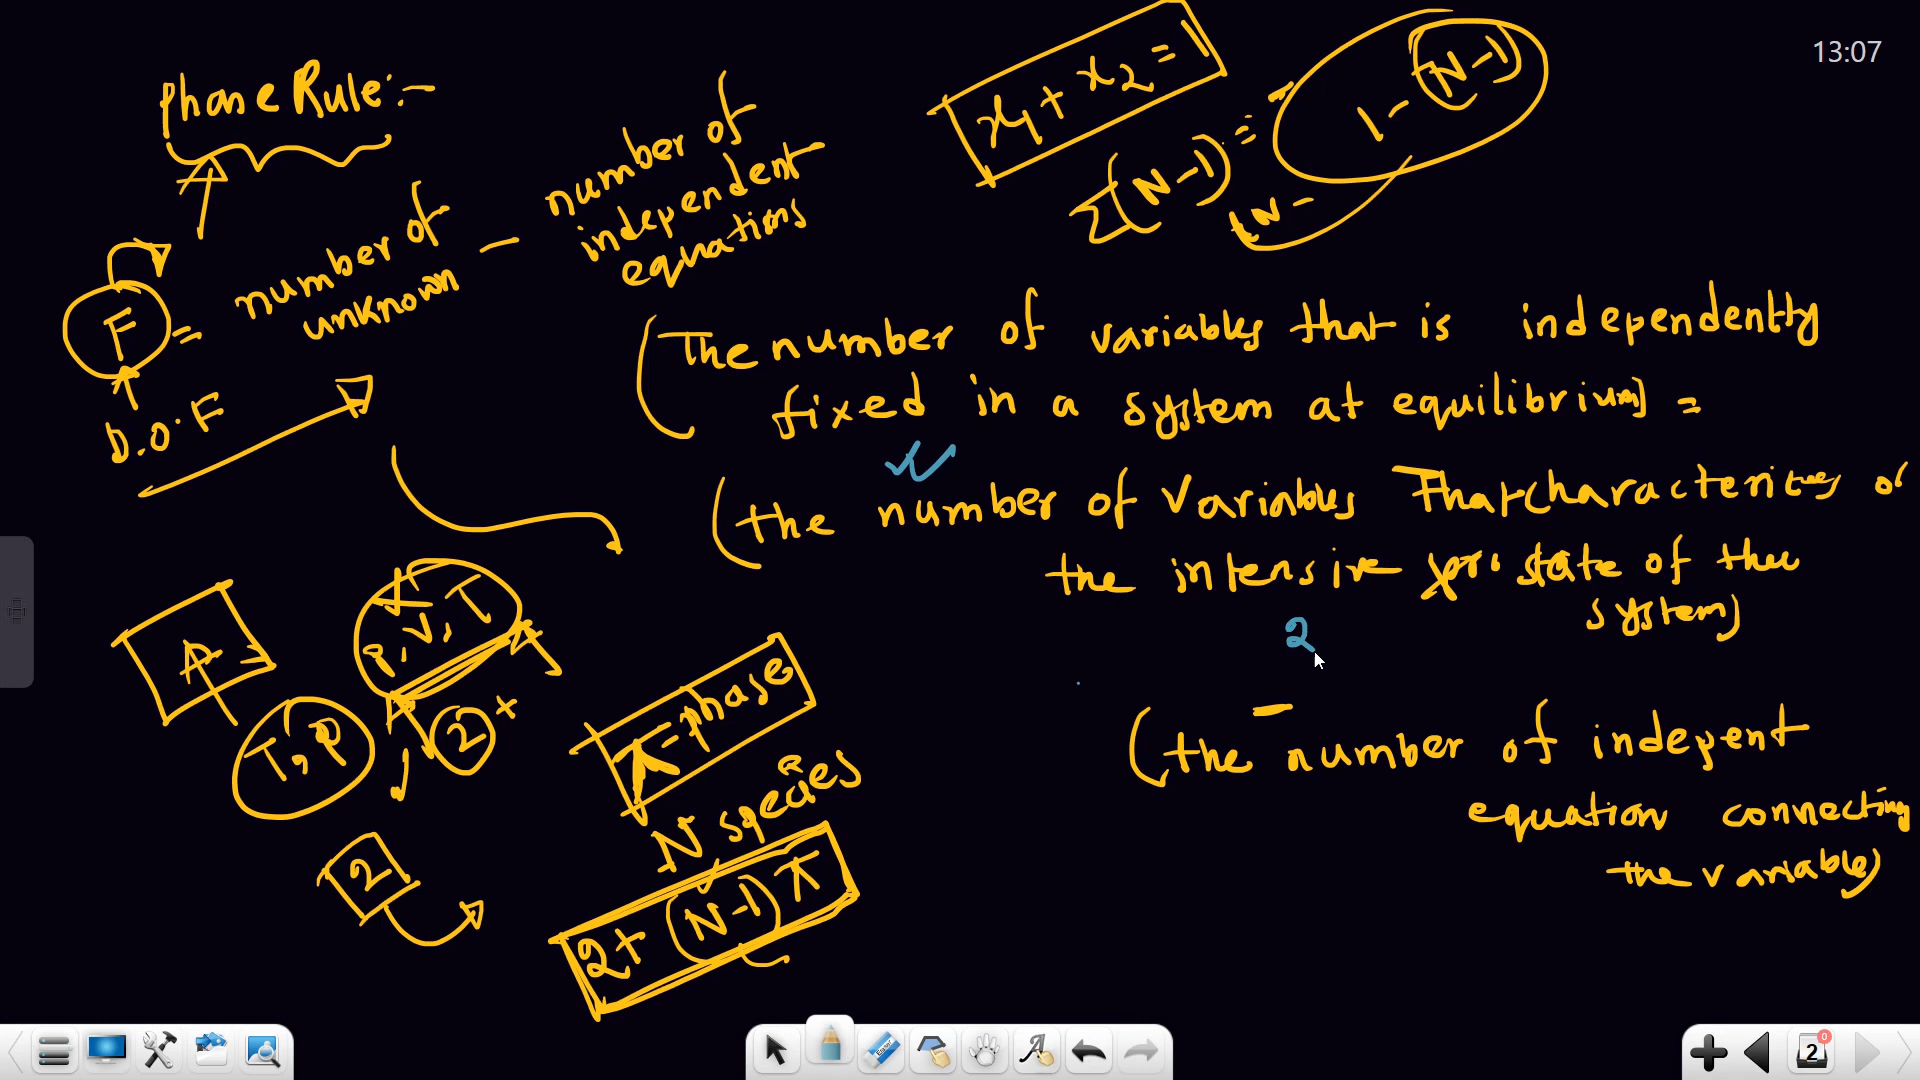 13:07
Phase Rule:-
x1 + x2 = 1
1 - (N-1)
Σ(N-1) =
F = number of unknown - number of independent equations
D.O.F
(The number of variables that is independently
fixed in a system at equilibrium) =
(the number of variables That characterizes of
the intensive state of the
system)
2
(the number of indepent
equation connecting
the variable)
A
P, V, T
T, P
2
2
π-phase
N species
2+ (N-1) π
2
0